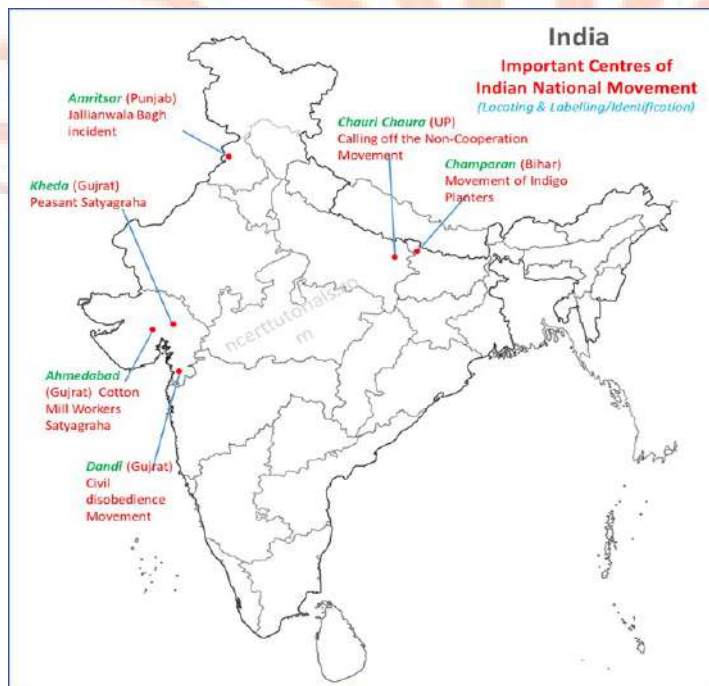 India
Important Centres of
Indian National Movement
(Locating & Labelling/Identification)
Amritsar (Punjab)
Jallianwala Bagh
incident
Chauri Chaura (UP)
Calling off the Non-Cooperation
Movement
Champaran (Bihar)
Movement of Indigo
Planters
Kheda (Gujrat)
Peasant Satyagraha
ncerttutorials.co
m
Ahmedabad
(Gujrat) Cotton
Mill Workers
Satyagraha
Dandi (Gujrat)
Civil
disobedience
Movement